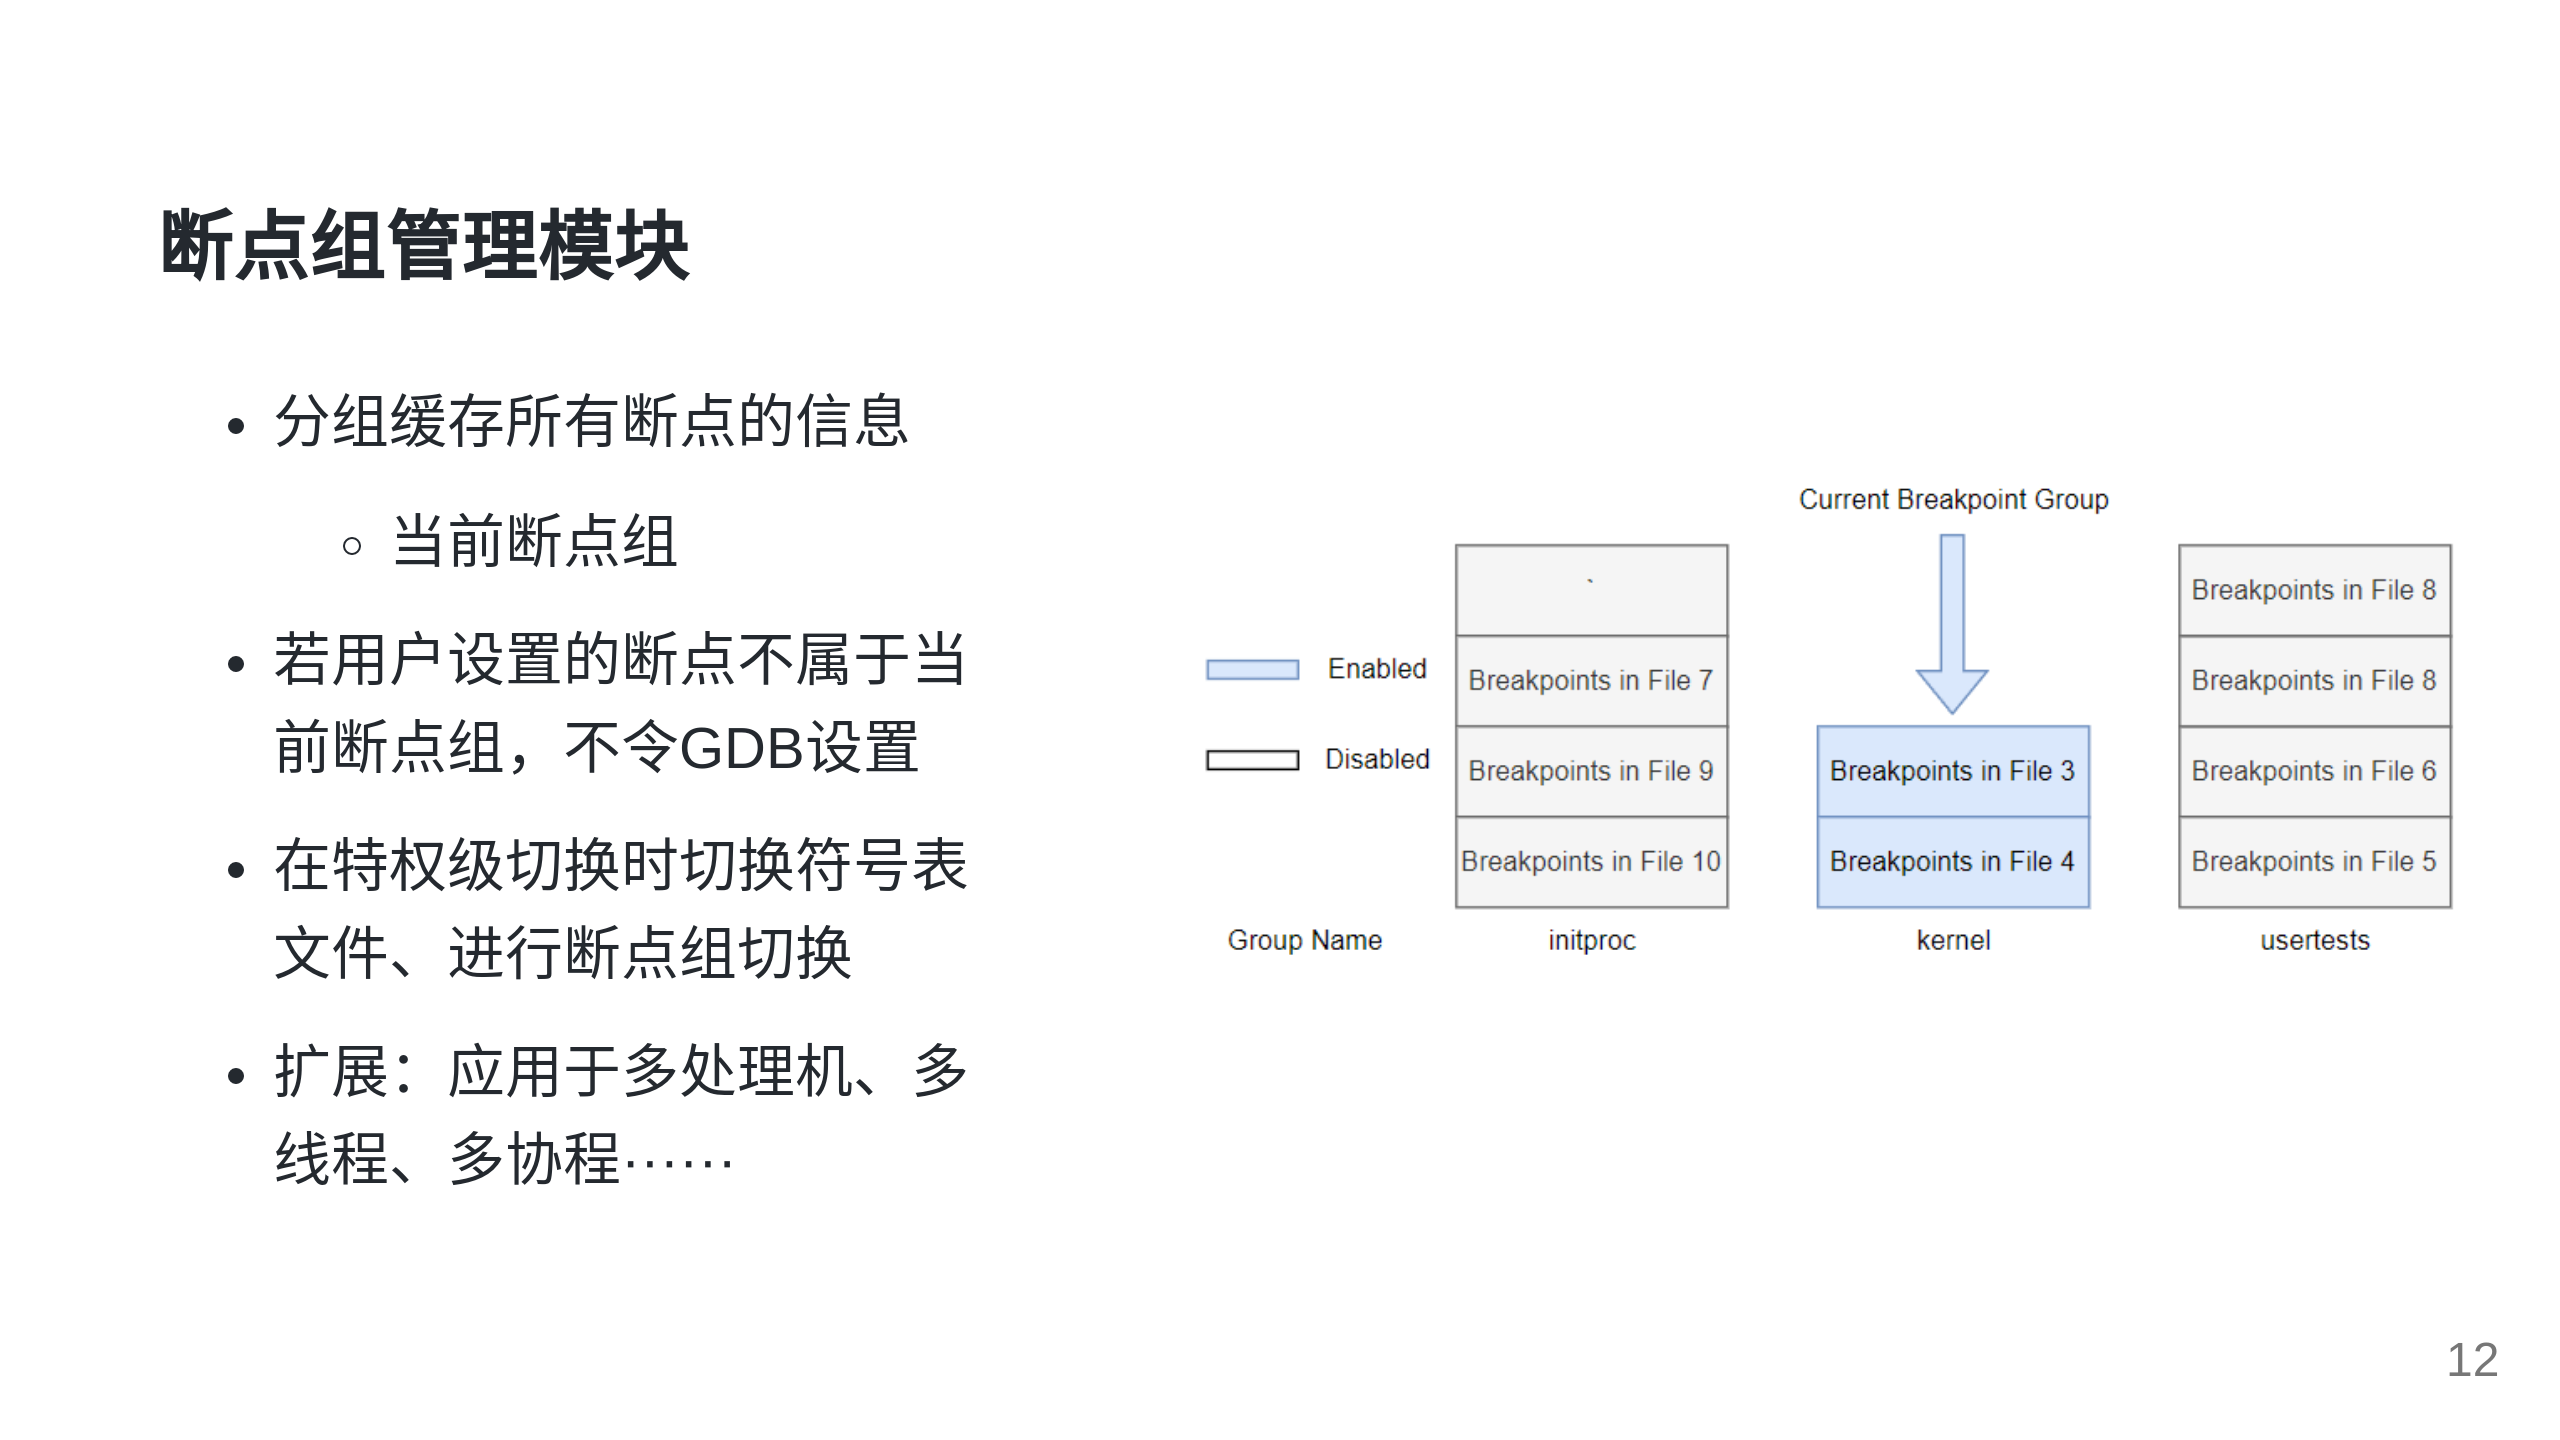 断点组管理模块
• 分组缓存所有断点的信息
◦ 当前断点组
• 若用户设置的断点不属于当
前断点组，不令GDB设置
• 在特权级切换时切换符号表
文件、进行断点组切换
• 扩展：应用于多处理机、多
线程、多协程……
Current Breakpoint Group
Enabled
Disabled
Group Name
`
Breakpoints in File 7
Breakpoints in File 9
Breakpoints in File 10
initproc
Breakpoints in File 3
Breakpoints in File 4
kernel
Breakpoints in File 8
Breakpoints in File 8
Breakpoints in File 6
Breakpoints in File 5
usertests
12